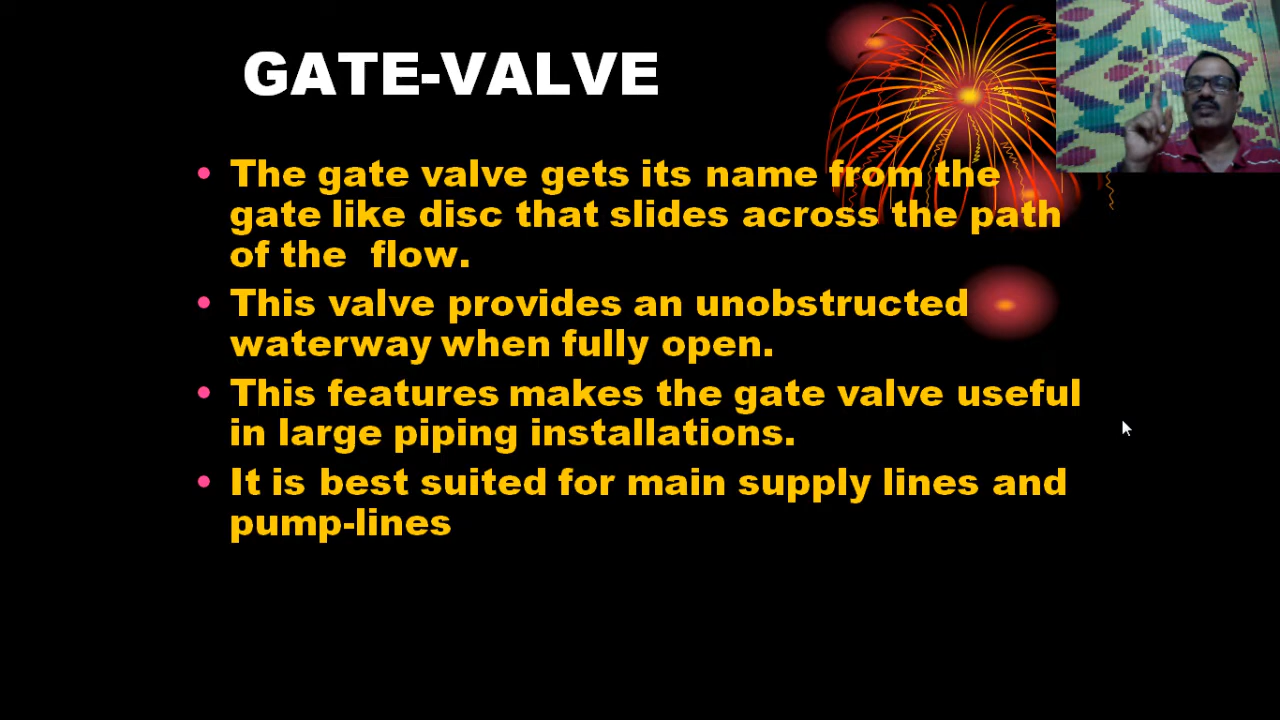 GATE-VALVE
• The gate valve gets its name from the
gate like disc that slides across the path
of the  flow.
• This valve provides an unobstructed
waterway when fully open.
• This features makes the gate valve useful
in large piping installations.
• It is best suited for main supply lines and
pump-lines